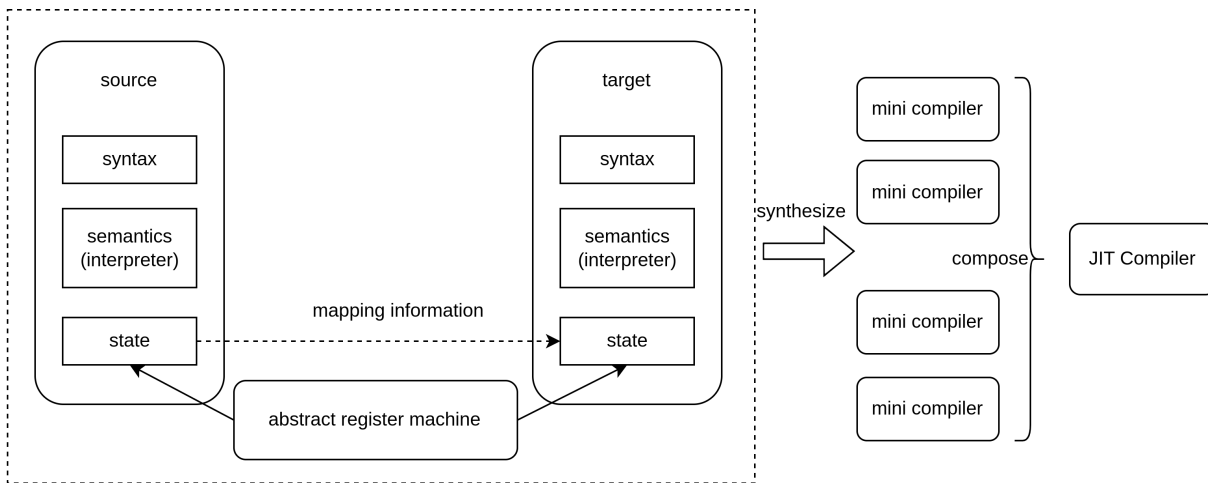 source
syntax
semantics
(interpreter)
state
mapping information
abstract register machine
target
syntax
semantics
(interpreter)
state
synthesize
mini compiler
mini compiler
mini compiler
mini compiler
compose
JIT Compiler